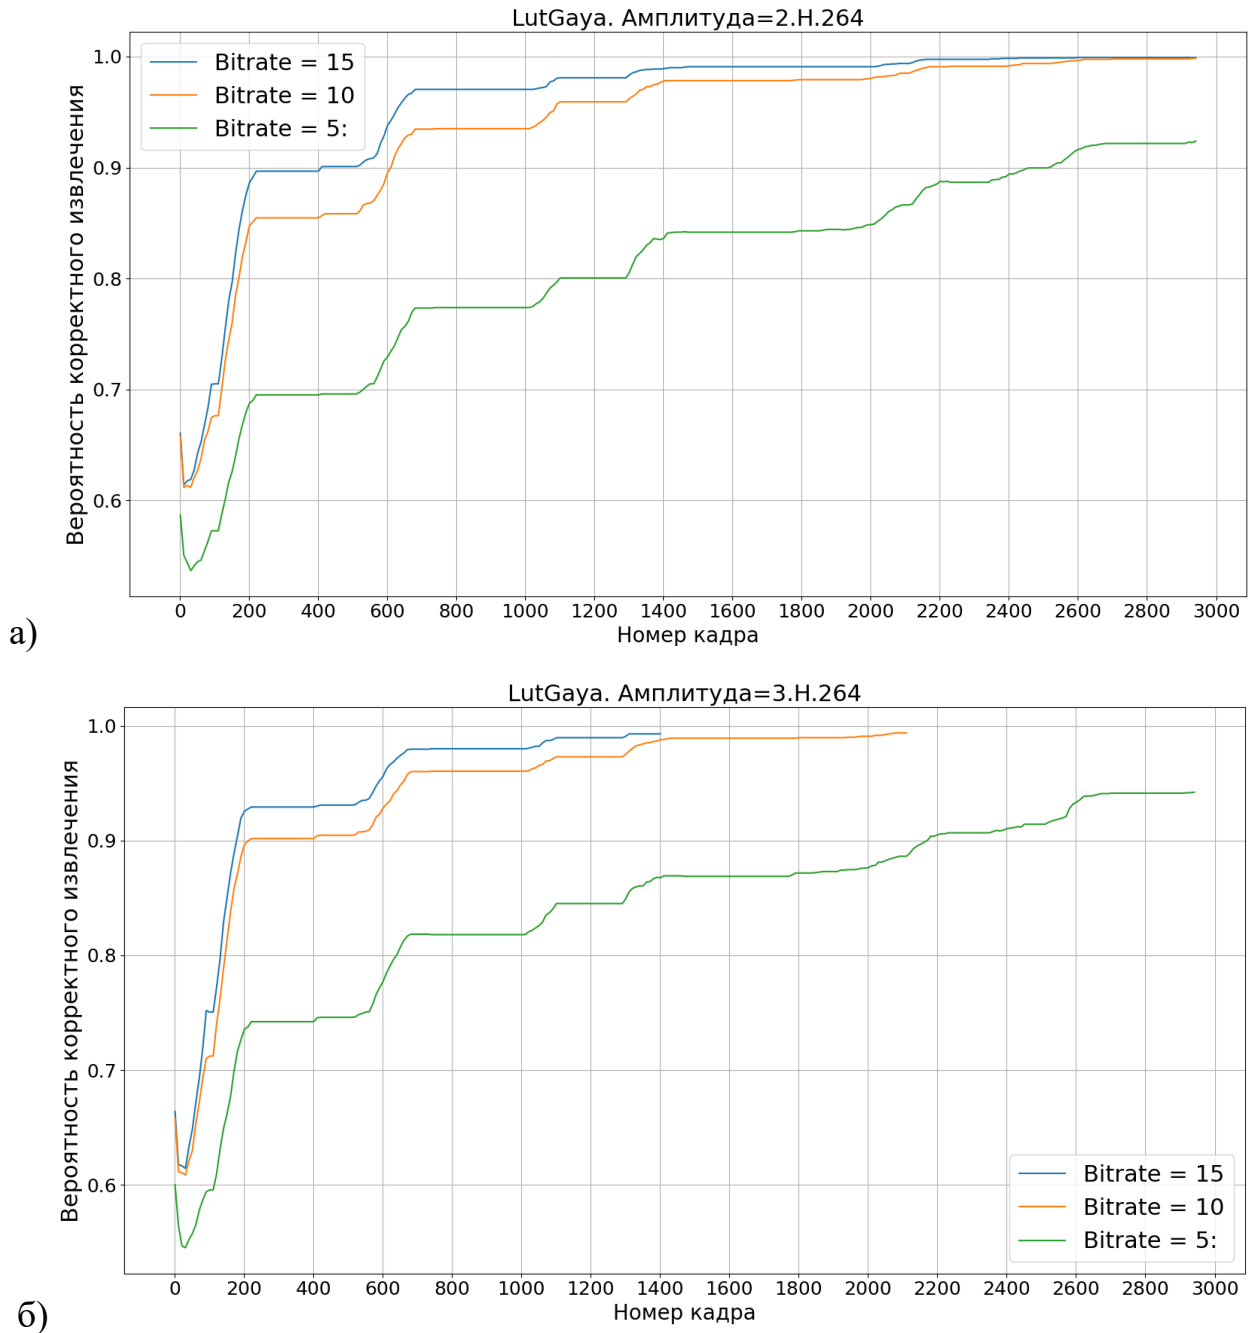 LutGaya. Амплитуда=2.H.264
Bitrate = 15
Bitrate = 10
Bitrate = 5:
Вероятность корректного извлечения
1.0
0.9
0.8
0.7
0.6
0 200 400 600 800 1000 1200 1400 1600 1800 2000 2200 2400 2600 2800 3000
Номер кадра
а)
LutGaya. Амплитуда=3.H.264
Вероятность корректного извлечения
1.0
0.9
0.8
0.7
0.6
Bitrate = 15
Bitrate = 10
Bitrate = 5:
0 200 400 600 800 1000 1200 1400 1600 1800 2000 2200 2400 2600 2800 3000
Номер кадра
б)